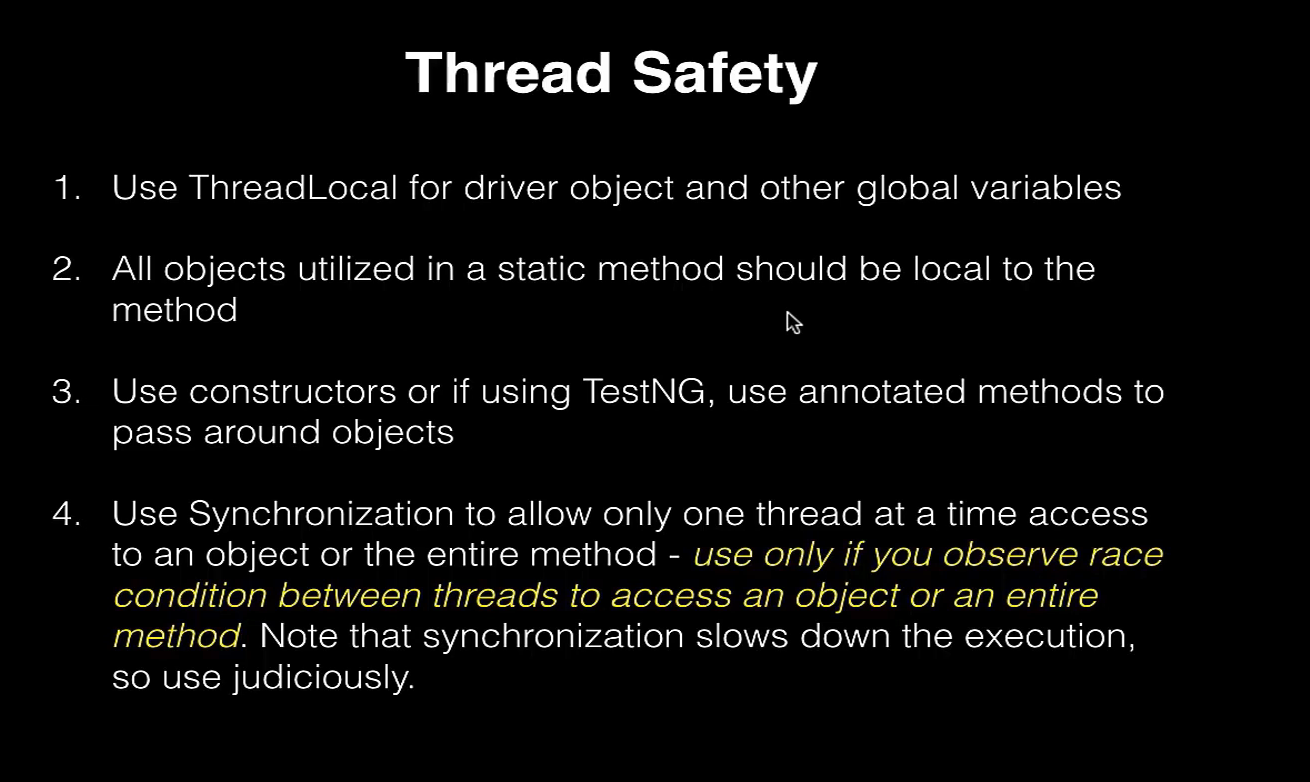 Thread Safety
1. Use ThreadLocal for driver object and other global variables
2. All objects utilized in a static method should be local to the
method
3. Use constructors or if using TestNG, use annotated methods to
pass around objects
4. Use Synchronization to allow only one thread at a time access
to an object or the entire method - use only if you observe race
condition between threads to access an object or an entire
method. Note that synchronization slows down the execution,
so use judiciously.